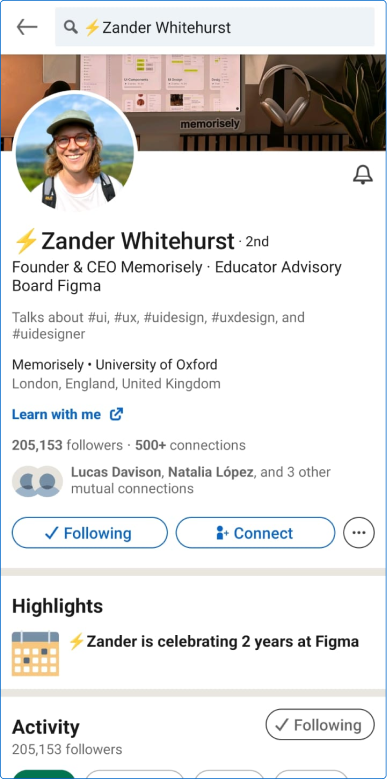 ⚡Zander Whitehurst
memorisely
⚡Zander Whitehurst · 2nd
Founder & CEO Memorisely · Educator Advisory
Board Figma
Talks about #ui, #ux, #uidesign, #uxdesign, and
#uidesigner
Memorisely • University of Oxford
London, England, United Kingdom
Learn with me
205,153 followers · 500+ connections
Lucas Davison, Natalia López, and 3 other
mutual connections
Following
Connect
Highlights
⚡Zander is celebrating 2 years at Figma
Activity
Following
205,153 followers